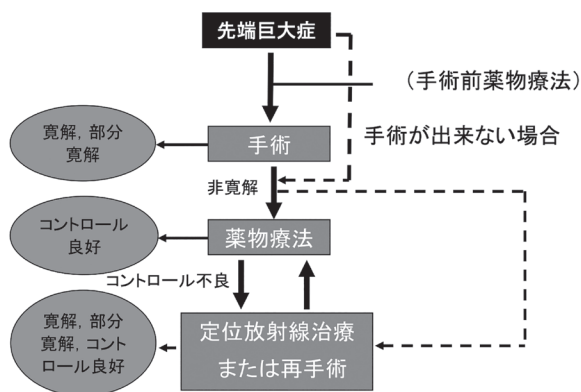 先端巨大症
（手術前薬物療法）
寛解，部分
寛解
手術
手術が出来ない場合
非寛解
コントロール
良好
薬物療法
コントロール不良
寛解，部分
寛解，コント
ロール良好
定位放射線治療
または再手術